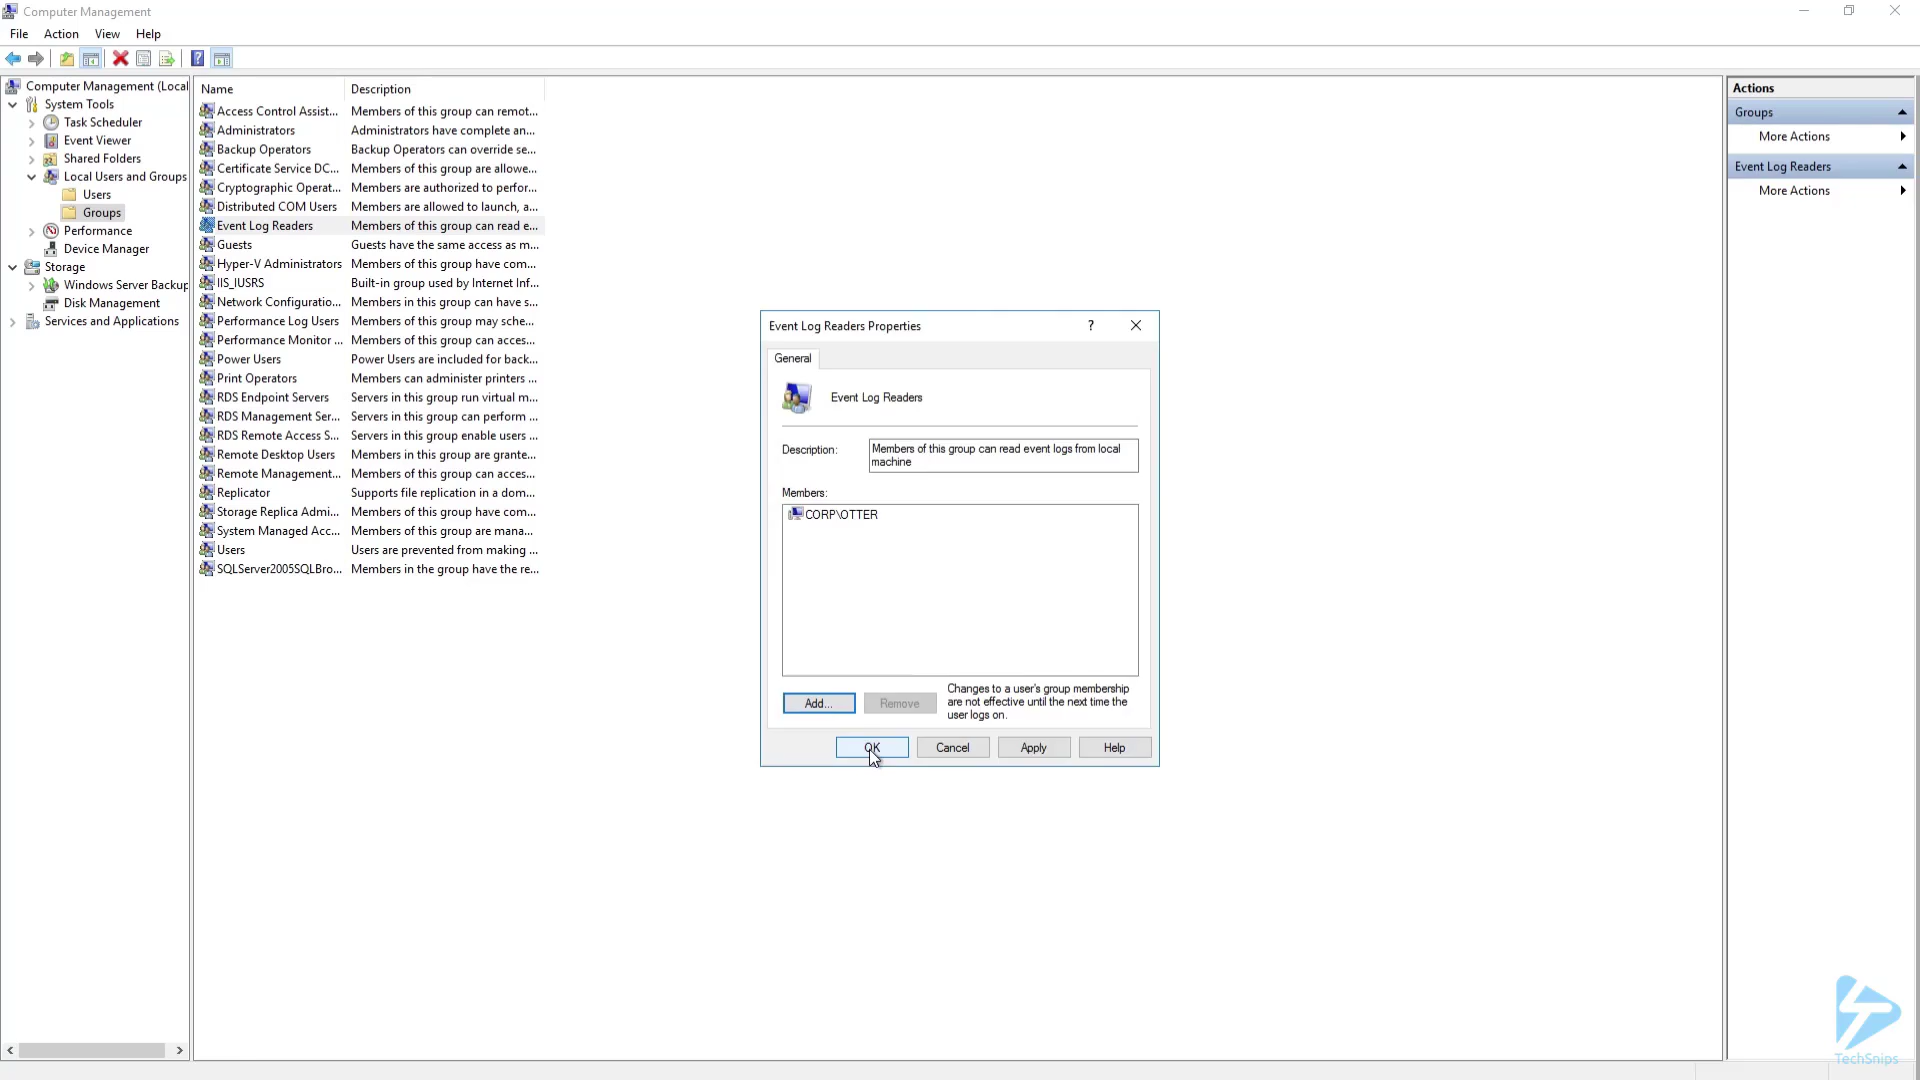 Computer Management
File Action View Help
Computer Management (Local
System Tools
Task Scheduler
Event Viewer
Shared Folders
Local Users and Groups
Users
Groups
Performance
Device Manager
Storage
Windows Server Backup
Disk Management
Services and Applications
Name Description
Access Control Assist... Members of this group can remot...
Administrators Administrators have complete an...
Backup Operators Backup Operators can override se...
Certificate Service DC... Members of this group are allowe...
Cryptographic Operat... Members are authorized to perfor...
Distributed COM Users Members are allowed to launch, a...
Event Log Readers Members of this group can read e...
Guests Guests have the same access as m...
Hyper-V Administrators Members of this group have com...
IIS_IUSRS Built-in group used by Internet Inf...
Network Configuratio... Members in this group can have s...
Performance Log Users Members of this group may sche...
Performance Monitor ... Members of this group can acces...
Power Users Power Users are included for back...
Print Operators Members can administer printers ...
RDS Endpoint Servers Servers in this group run virtual m...
RDS Management Ser... Servers in this group can perform ...
RDS Remote Access S... Servers in this group enable users ...
Remote Desktop Users Members in this group are grante...
Remote Management... Members of this group can acces...
Replicator Supports file replication in a dom...
Storage Replica Admi... Members of this group have com...
System Managed Acc... Members of this group are mana...
Users Users are prevented from making ...
SQLServer2005SQLBro... Members in the group have the re...
Event Log Readers Properties
General
Event Log Readers
Description: Members of this group can read event logs from local
machine
Members:
CORP\OTTER
Add... Remove
Changes to a user's group membership
are not effective until the next time the
user logs on.
OK Cancel Apply Help
Actions
Groups
More Actions
Event Log Readers
More Actions
TechSnips